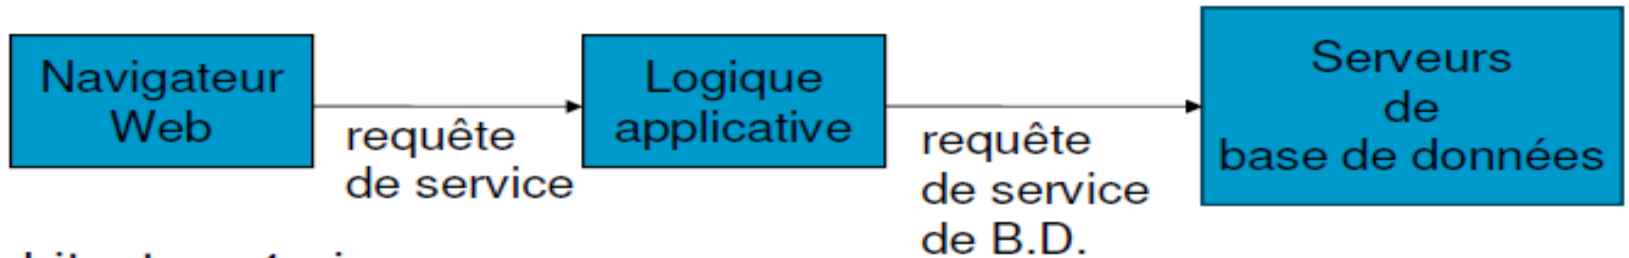 Navigateur
Web
requête
de service
Logique
applicative
requête
de service
de B.D.
Serveurs
de
base de données